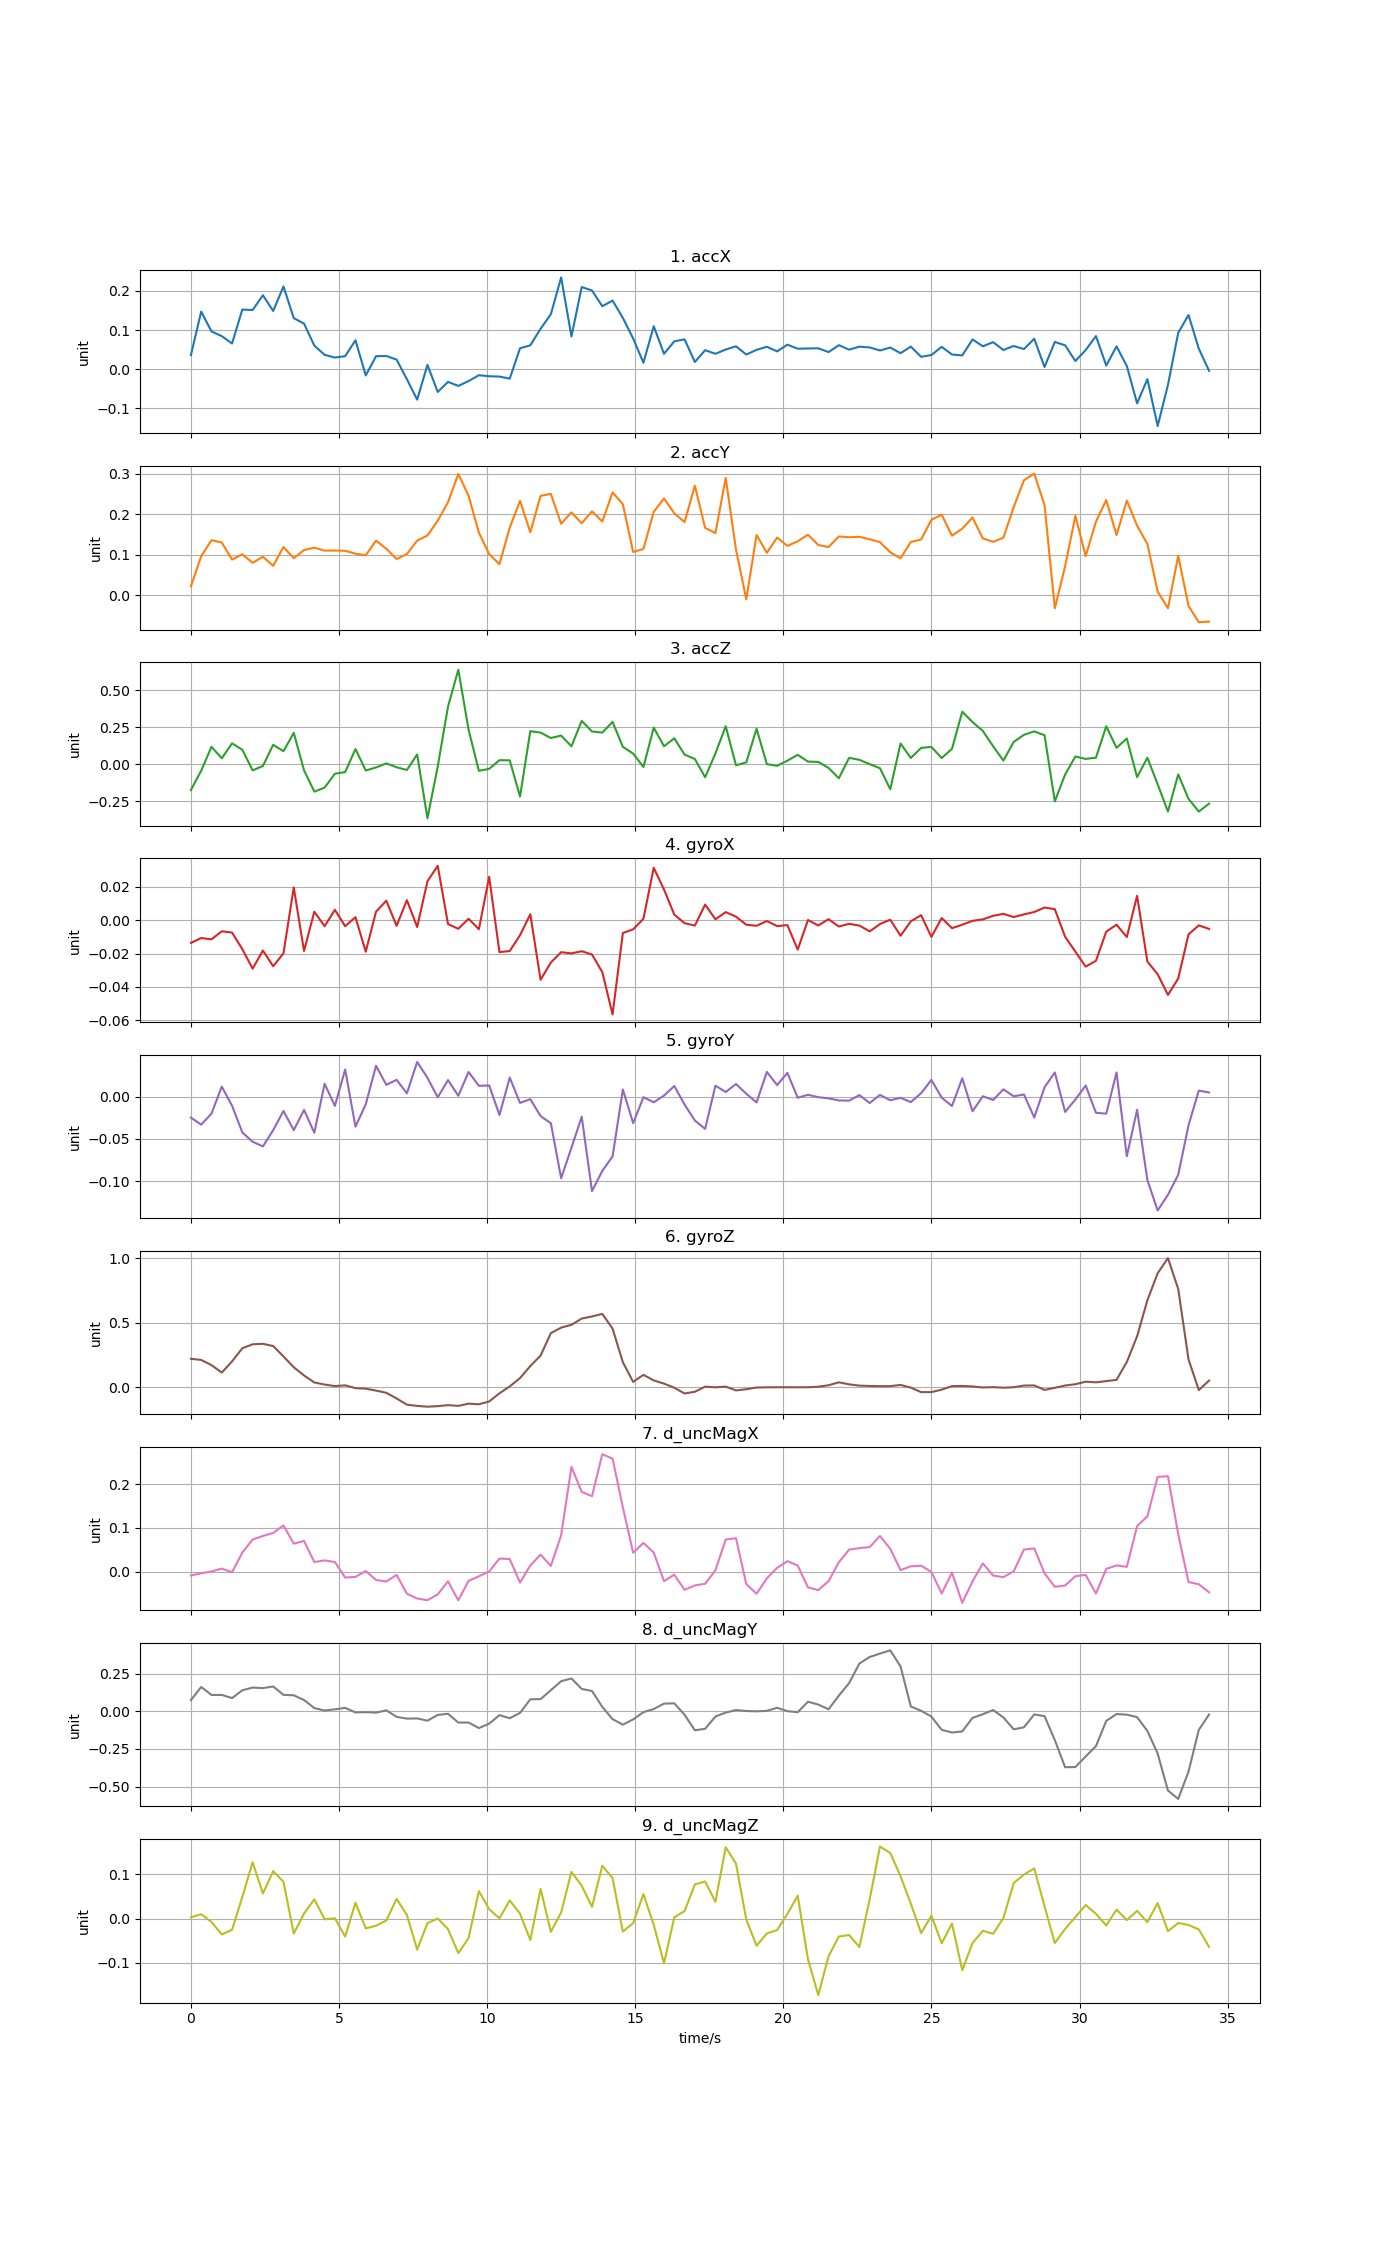 1. accX
0.2
0.1
0.0
−0.1
unit
2. accY
0.3
0.2
0.1
0.0
unit
3. accZ
0.50
0.25
0.00
−0.25
unit
4. gyroX
0.02
0.00
−0.02
−0.04
−0.06
unit
5. gyroY
0.00
−0.05
−0.10
unit
6. gyroZ
1.0
0.5
0.0
unit
7. d_uncMagX
0.2
0.1
0.0
unit
8. d_uncMagY
0.25
0.00
−0.25
−0.50
unit
9. d_uncMagZ
0.1
0.0
−0.1
unit
0 5 10 15 20 25 30 35
time/s